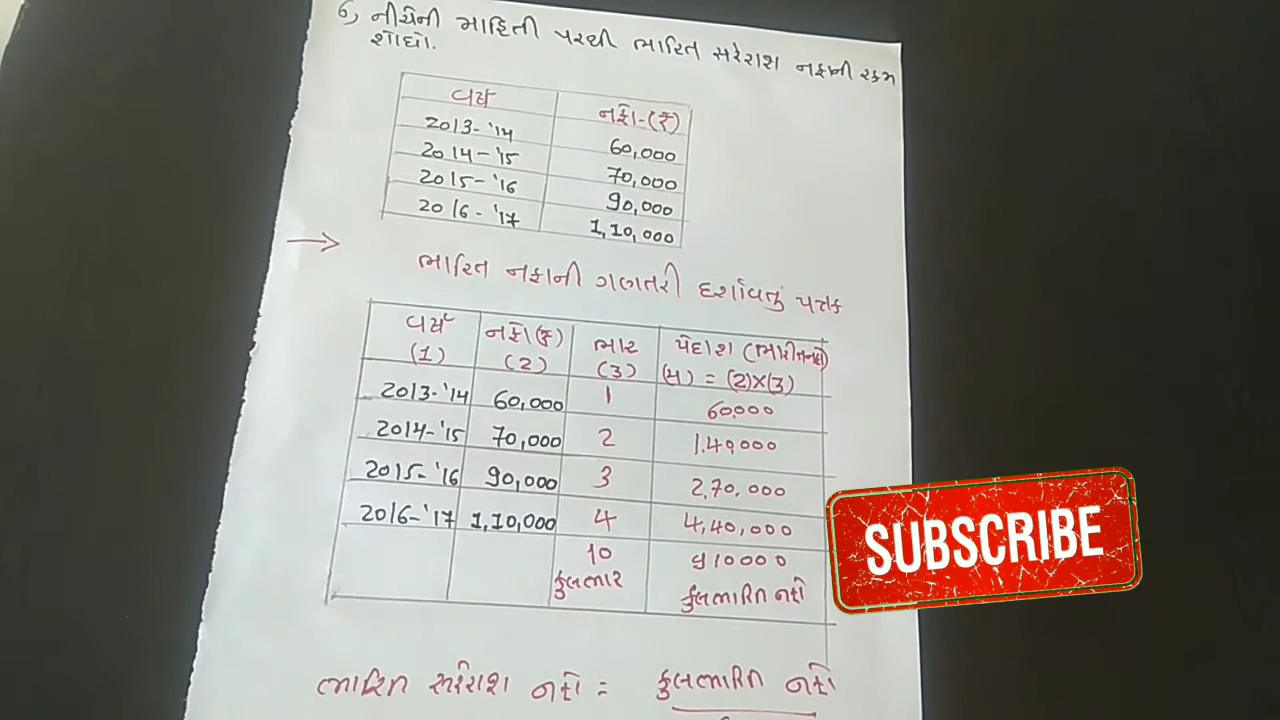 6, નીચેની માહિતી પરથી ભારિત સરેરાશ નફાની રકમ
શોધો.
વર્ષ નફો-(₹)
2013-'14 60,000
2014-'15 70,000
2015-'16 90,000
2016-'17 1,10,000
ભારિત નફાની ગણતરી દર્શાવતું પત્રક
વર્ષ નફો(₹) ભાર પેદાશ (ભારીતનફો)
(1) (2) (3) (4) = (2)X(3)
2013-'14 60,000 1 60,000
2014-'15 70,000 2 1,40,000
2015-'16 90,000 3 2,70,000
2016-'17 1,10,000 4 4,40,000
10 910000
કુલભાર કુલભારિત નફો
ભારિત સરેરાશ નફો = કુલભારિત નફો
SUBSCRIBE